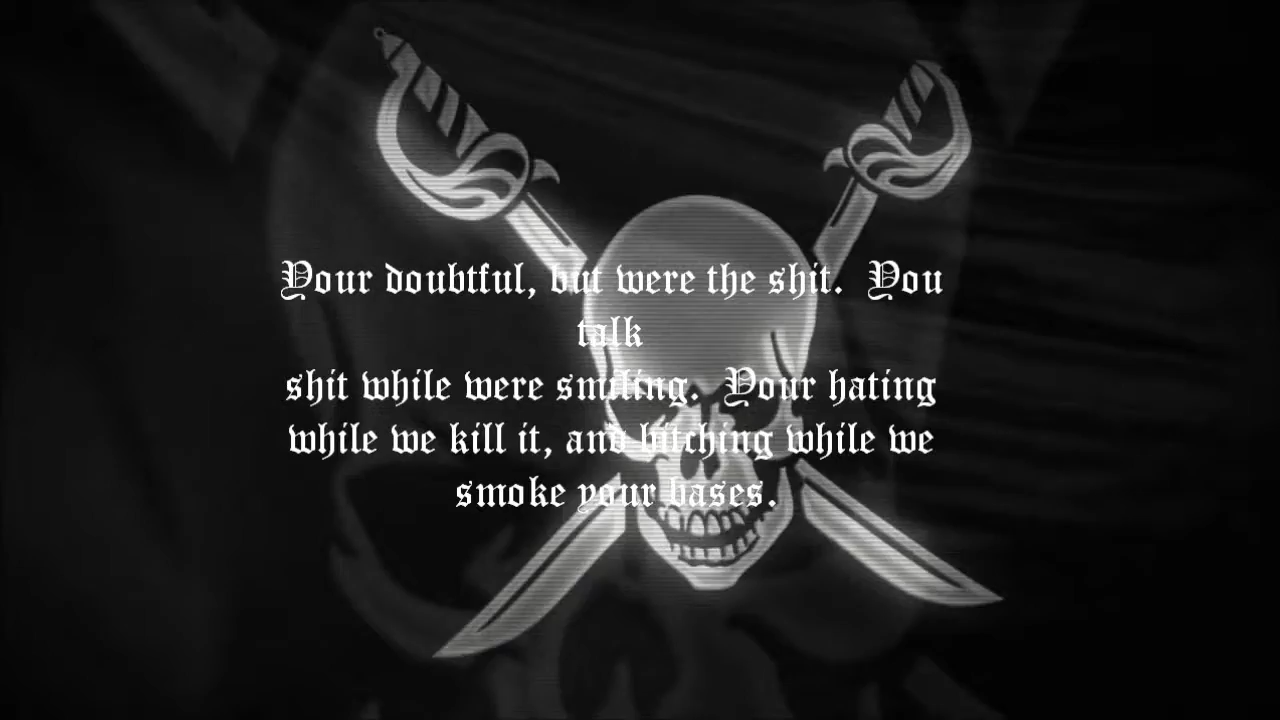 Your doubtful, but were the shit.  You
talk
shit while were smiling.  Your hating
while we kill it, and bitching while we
smoke your bases.